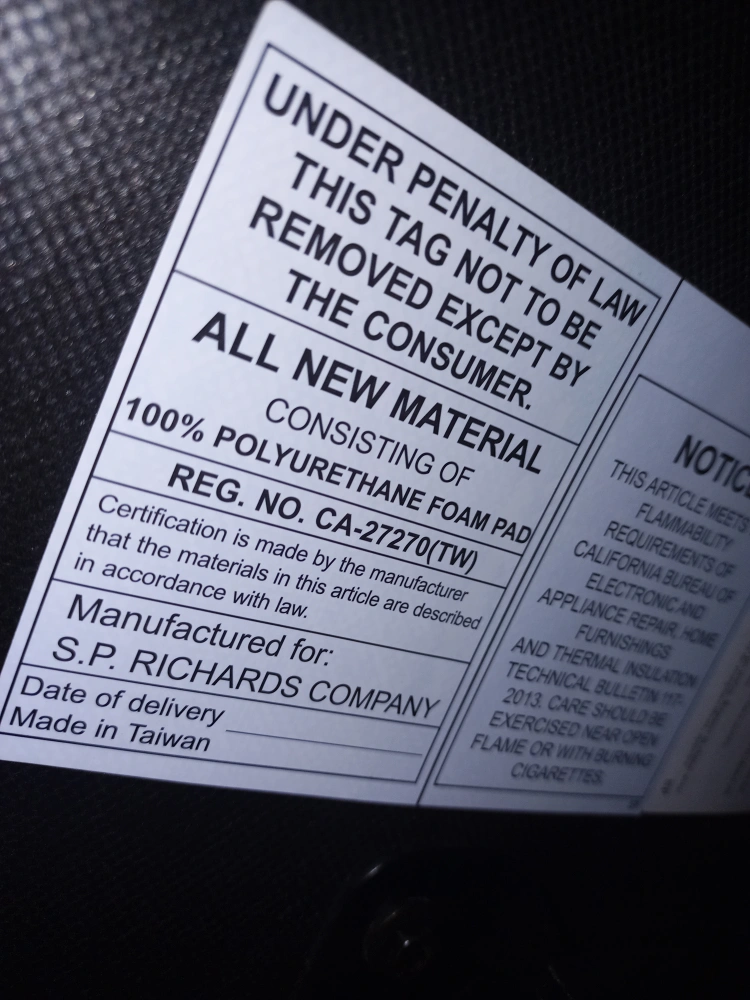 UNDER PENALTY OF LAW
THIS TAG NOT TO BE
REMOVED EXCEPT BY
THE CONSUMER.
ALL NEW MATERIAL
CONSISTING OF
100% POLYURETHANE FOAM PAD
REG. NO. CA-27270(TW)
Certification is made by the manufacturer
that the materials in this article are described
in accordance with law.
Manufactured for:
S.P. RICHARDS COMPANY
Date of delivery
Made in Taiwan
THIS ARTICLE MEETS
FLAMMABILITY
REQUIREMENTS OF
CALIFORNIA BUREAU OF
ELECTRONIC AND
APPLIANCE REPAIR, HOME
FURNISHINGS
AND THERMAL INSULATION
TECHNICAL BULLETIN 117-
2013. CARE SHOULD BE
EXERCISED NEAR OPEN
FLAME OR WITH BURNING
CIGARETTES.